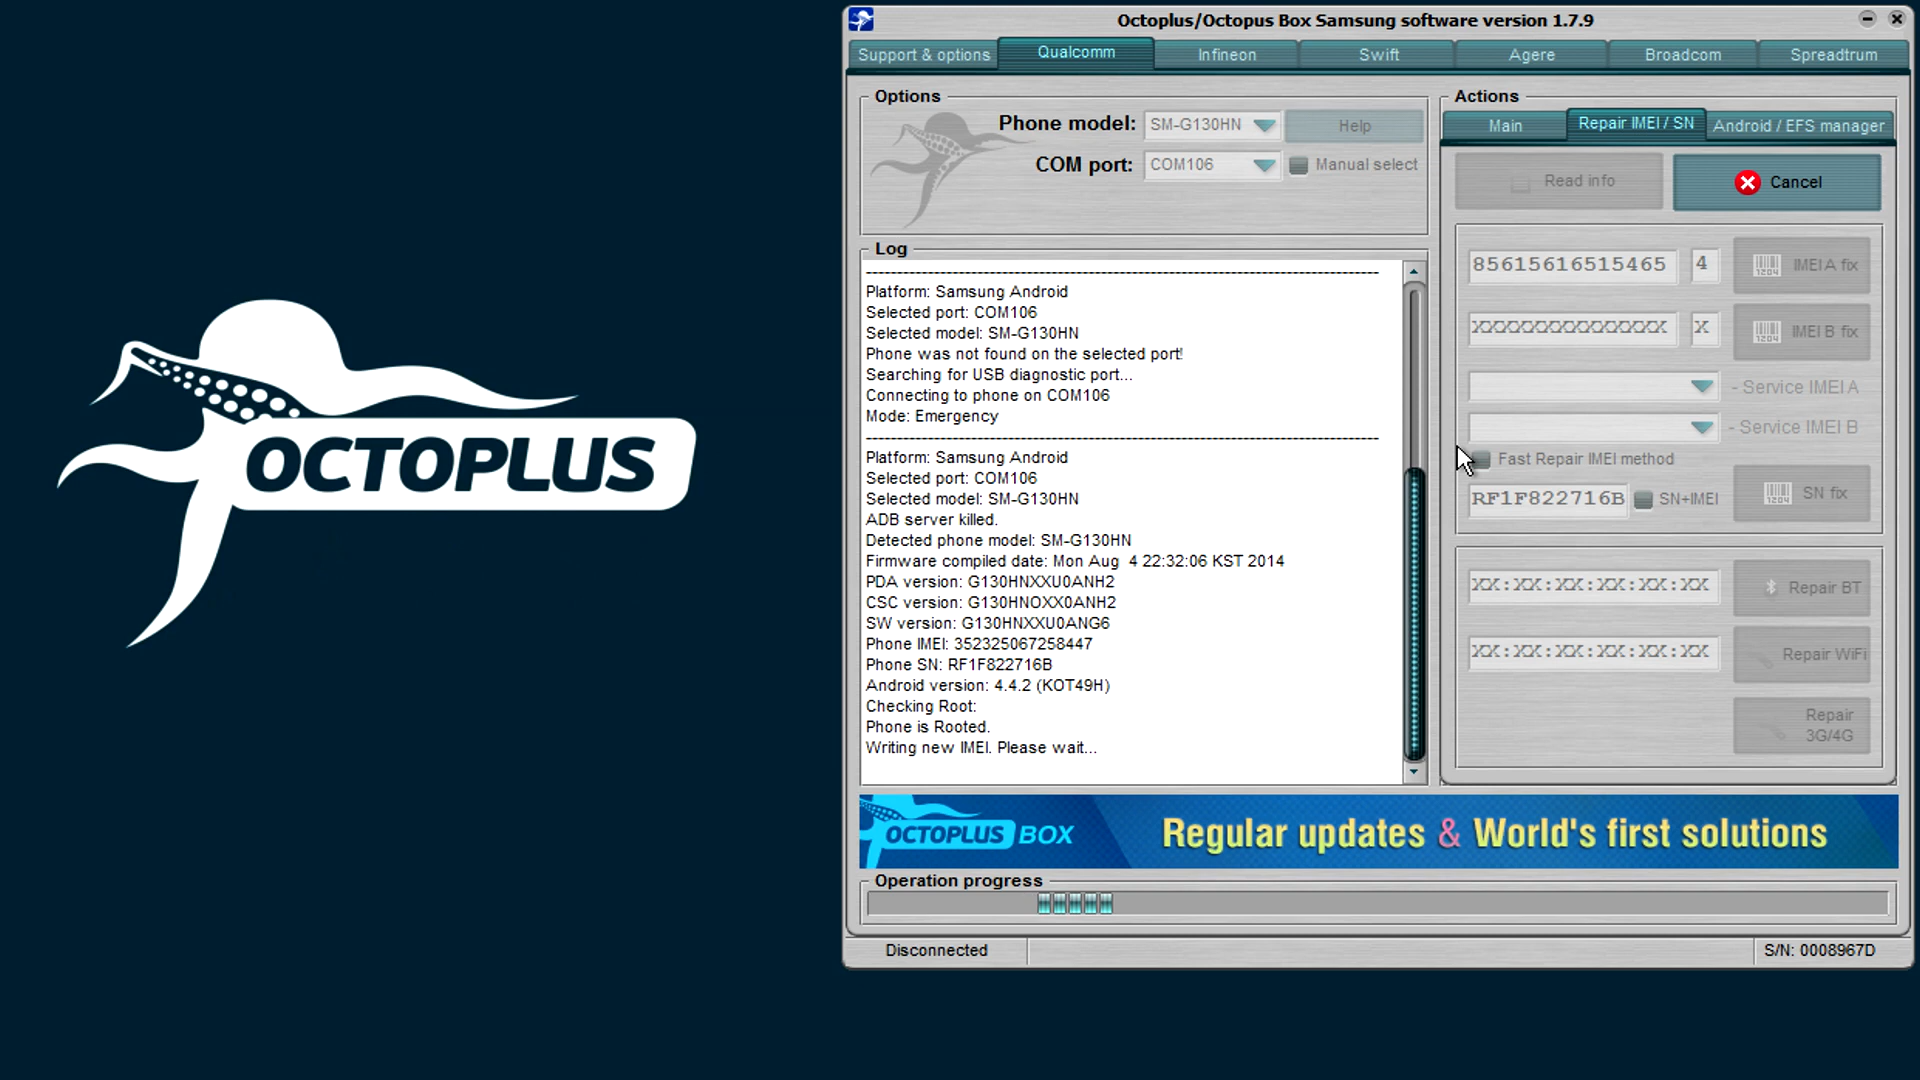 Octoplus/Octopus Box Samsung software version 1.7.9
Support & options
Qualcomm
Infineon
Swift
Agere
Broadcom
Spreadtrum
OCTOPLUS
Options
Phone model:
SM-G130HN
Help
COM port:
COM106
Manual select
Log
Platform: Samsung Android
Selected port: COM106
Selected model: SM-G130HN
Phone was not found on the selected port!
Searching for USB diagnostic port...
Connecting to phone on COM106
Mode: Emergency
Platform: Samsung Android
Selected port: COM106
Selected model: SM-G130HN
ADB server killed.
Detected phone model: SM-G130HN
Firmware compiled date: Mon Aug  4 22:32:06 KST 2014
PDA version: G130HNXXU0ANH2
CSC version: G130HNOXX0ANH2
SW version: G130HNXXU0ANG6
Phone IMEI: 352325067258447
Phone SN: RF1F822716B
Android version: 4.4.2 (KOT49H)
Checking Root:
Phone is Rooted.
Writing new IMEI. Please wait...
Actions
Main
Repair IMEI / SN
Android / EFS manager
Read info
Cancel
85615616515465
4
1204
IMEI A fix
XXXXXXXXXXXXXX
X
1204
IMEI B fix
- Service IMEI A
- Service IMEI B
Fast Repair IMEI method
RF1F822716B
SN+IMEI
1204
SN fix
XX:XX:XX:XX:XX:XX
Repair BT
XX:XX:XX:XX:XX:XX
Repair WiFi
Repair
3G/4G
OCTOPLUS BOX
Regular updates & World's first solutions
Operation progress
Disconnected
S/N: 0008967D